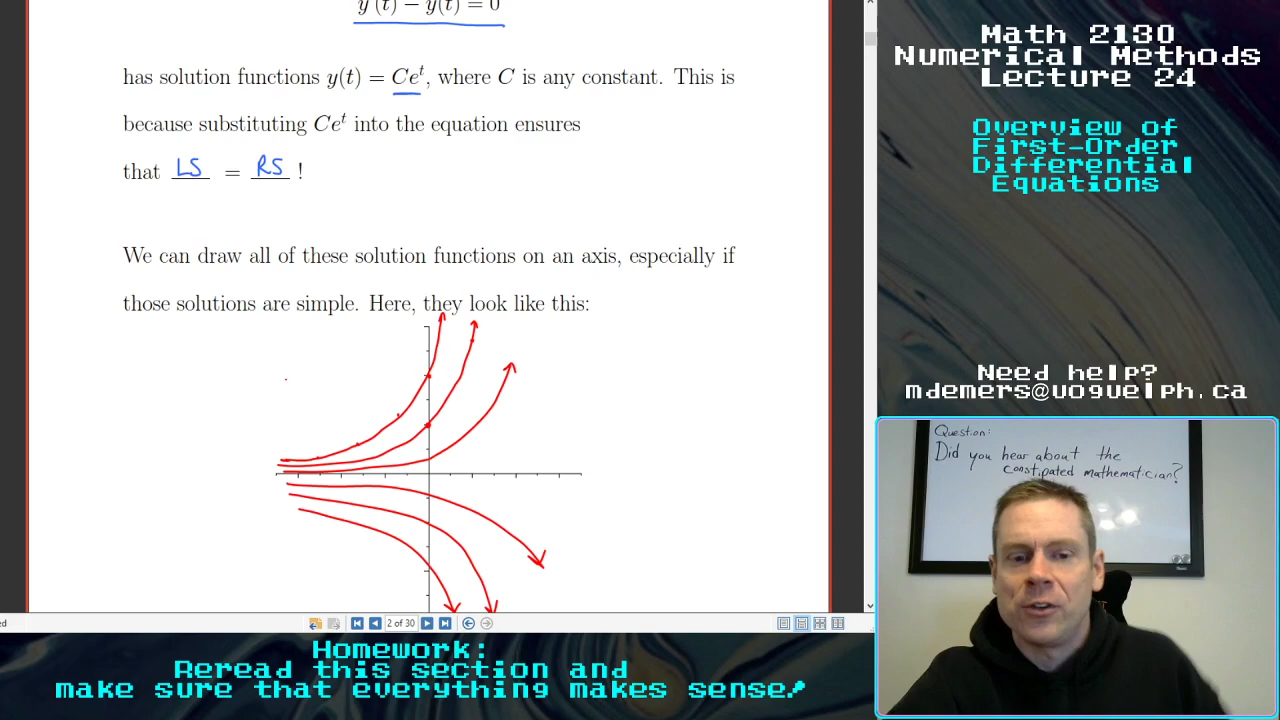 y′(t) − y(t) = 0
has solution functions y(t) = Ceᵗ, where C is any constant. This is
because substituting Ceᵗ into the equation ensures
that LS = RS !
We can draw all of these solution functions on an axis, especially if
those solutions are simple. Here, they look like this:
2 of 30
Math 2130
Numerical Methods
Lecture 24
Overview of
First-Order
Differential
Equations
Need help?
mdemers@uoguelph.ca
Question:
Did you hear about the
constipated mathematician?
Homework:
Reread this section and
make sure that everything makes sense!